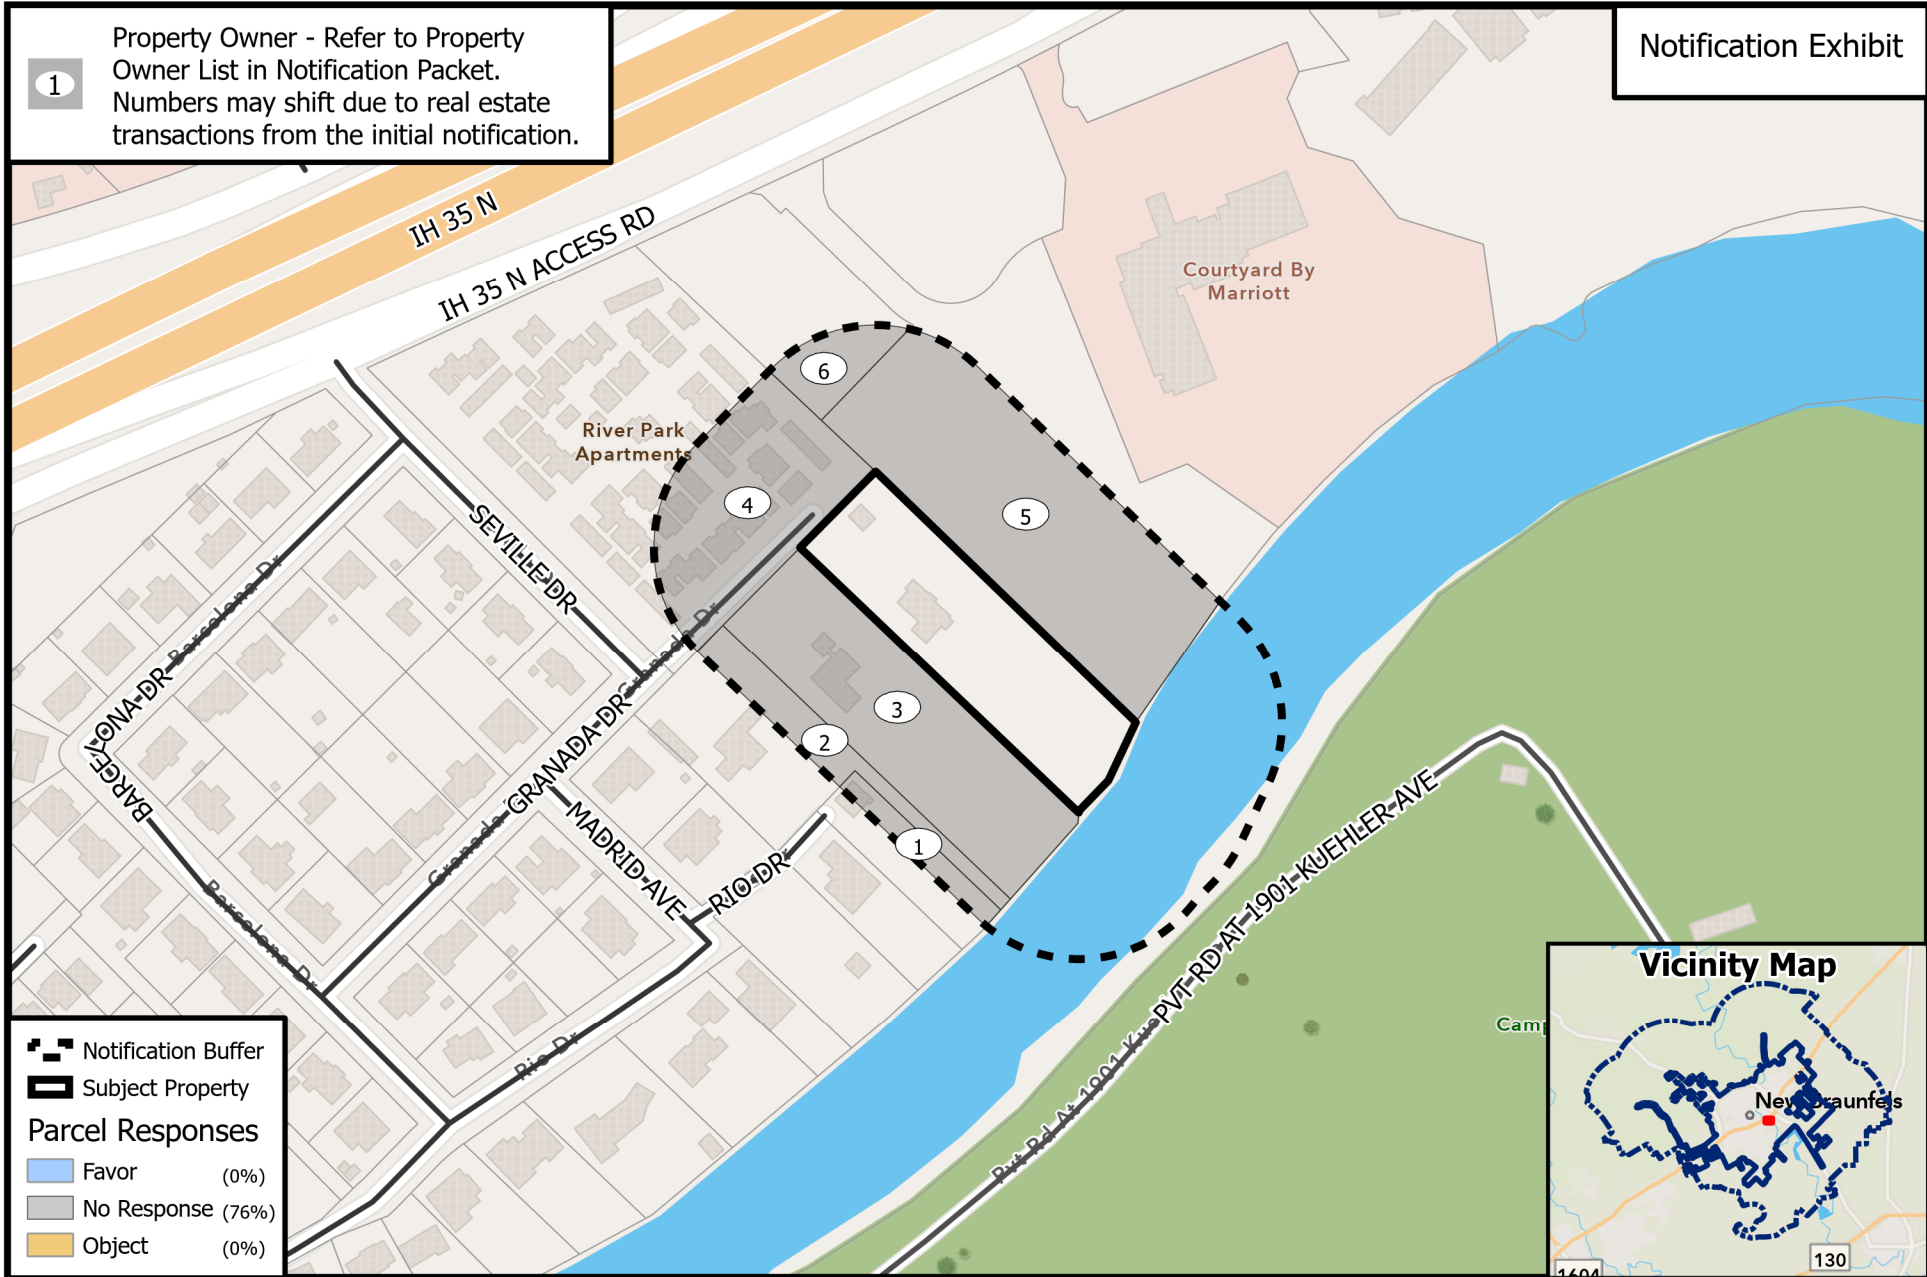 1
Property Owner - Refer to Property
Owner List in Notification Packet.
Numbers may shift due to real estate
transactions from the initial notification.
Notification Exhibit
IH 35 N
IH 35 N ACCESS RD
Courtyard By
Marriott
River Park
Apartments
6
4
5
3
2
1
SEVILLE DR
Barcelona Dr
BARCELONA DR
Granada Dr
GRANADA DR
Granada
MADRID AVE
RIO DR
Barcelona Dr
Rio Dr
PVT RD AT 1901 KUEHLER AVE
Pvt Rd At 1901 Kue
Camp
Notification Buffer
Subject Property
Parcel Responses
Favor (0%)
No Response (76%)
Object (0%)
Vicinity Map
New Braunfels
130
1604